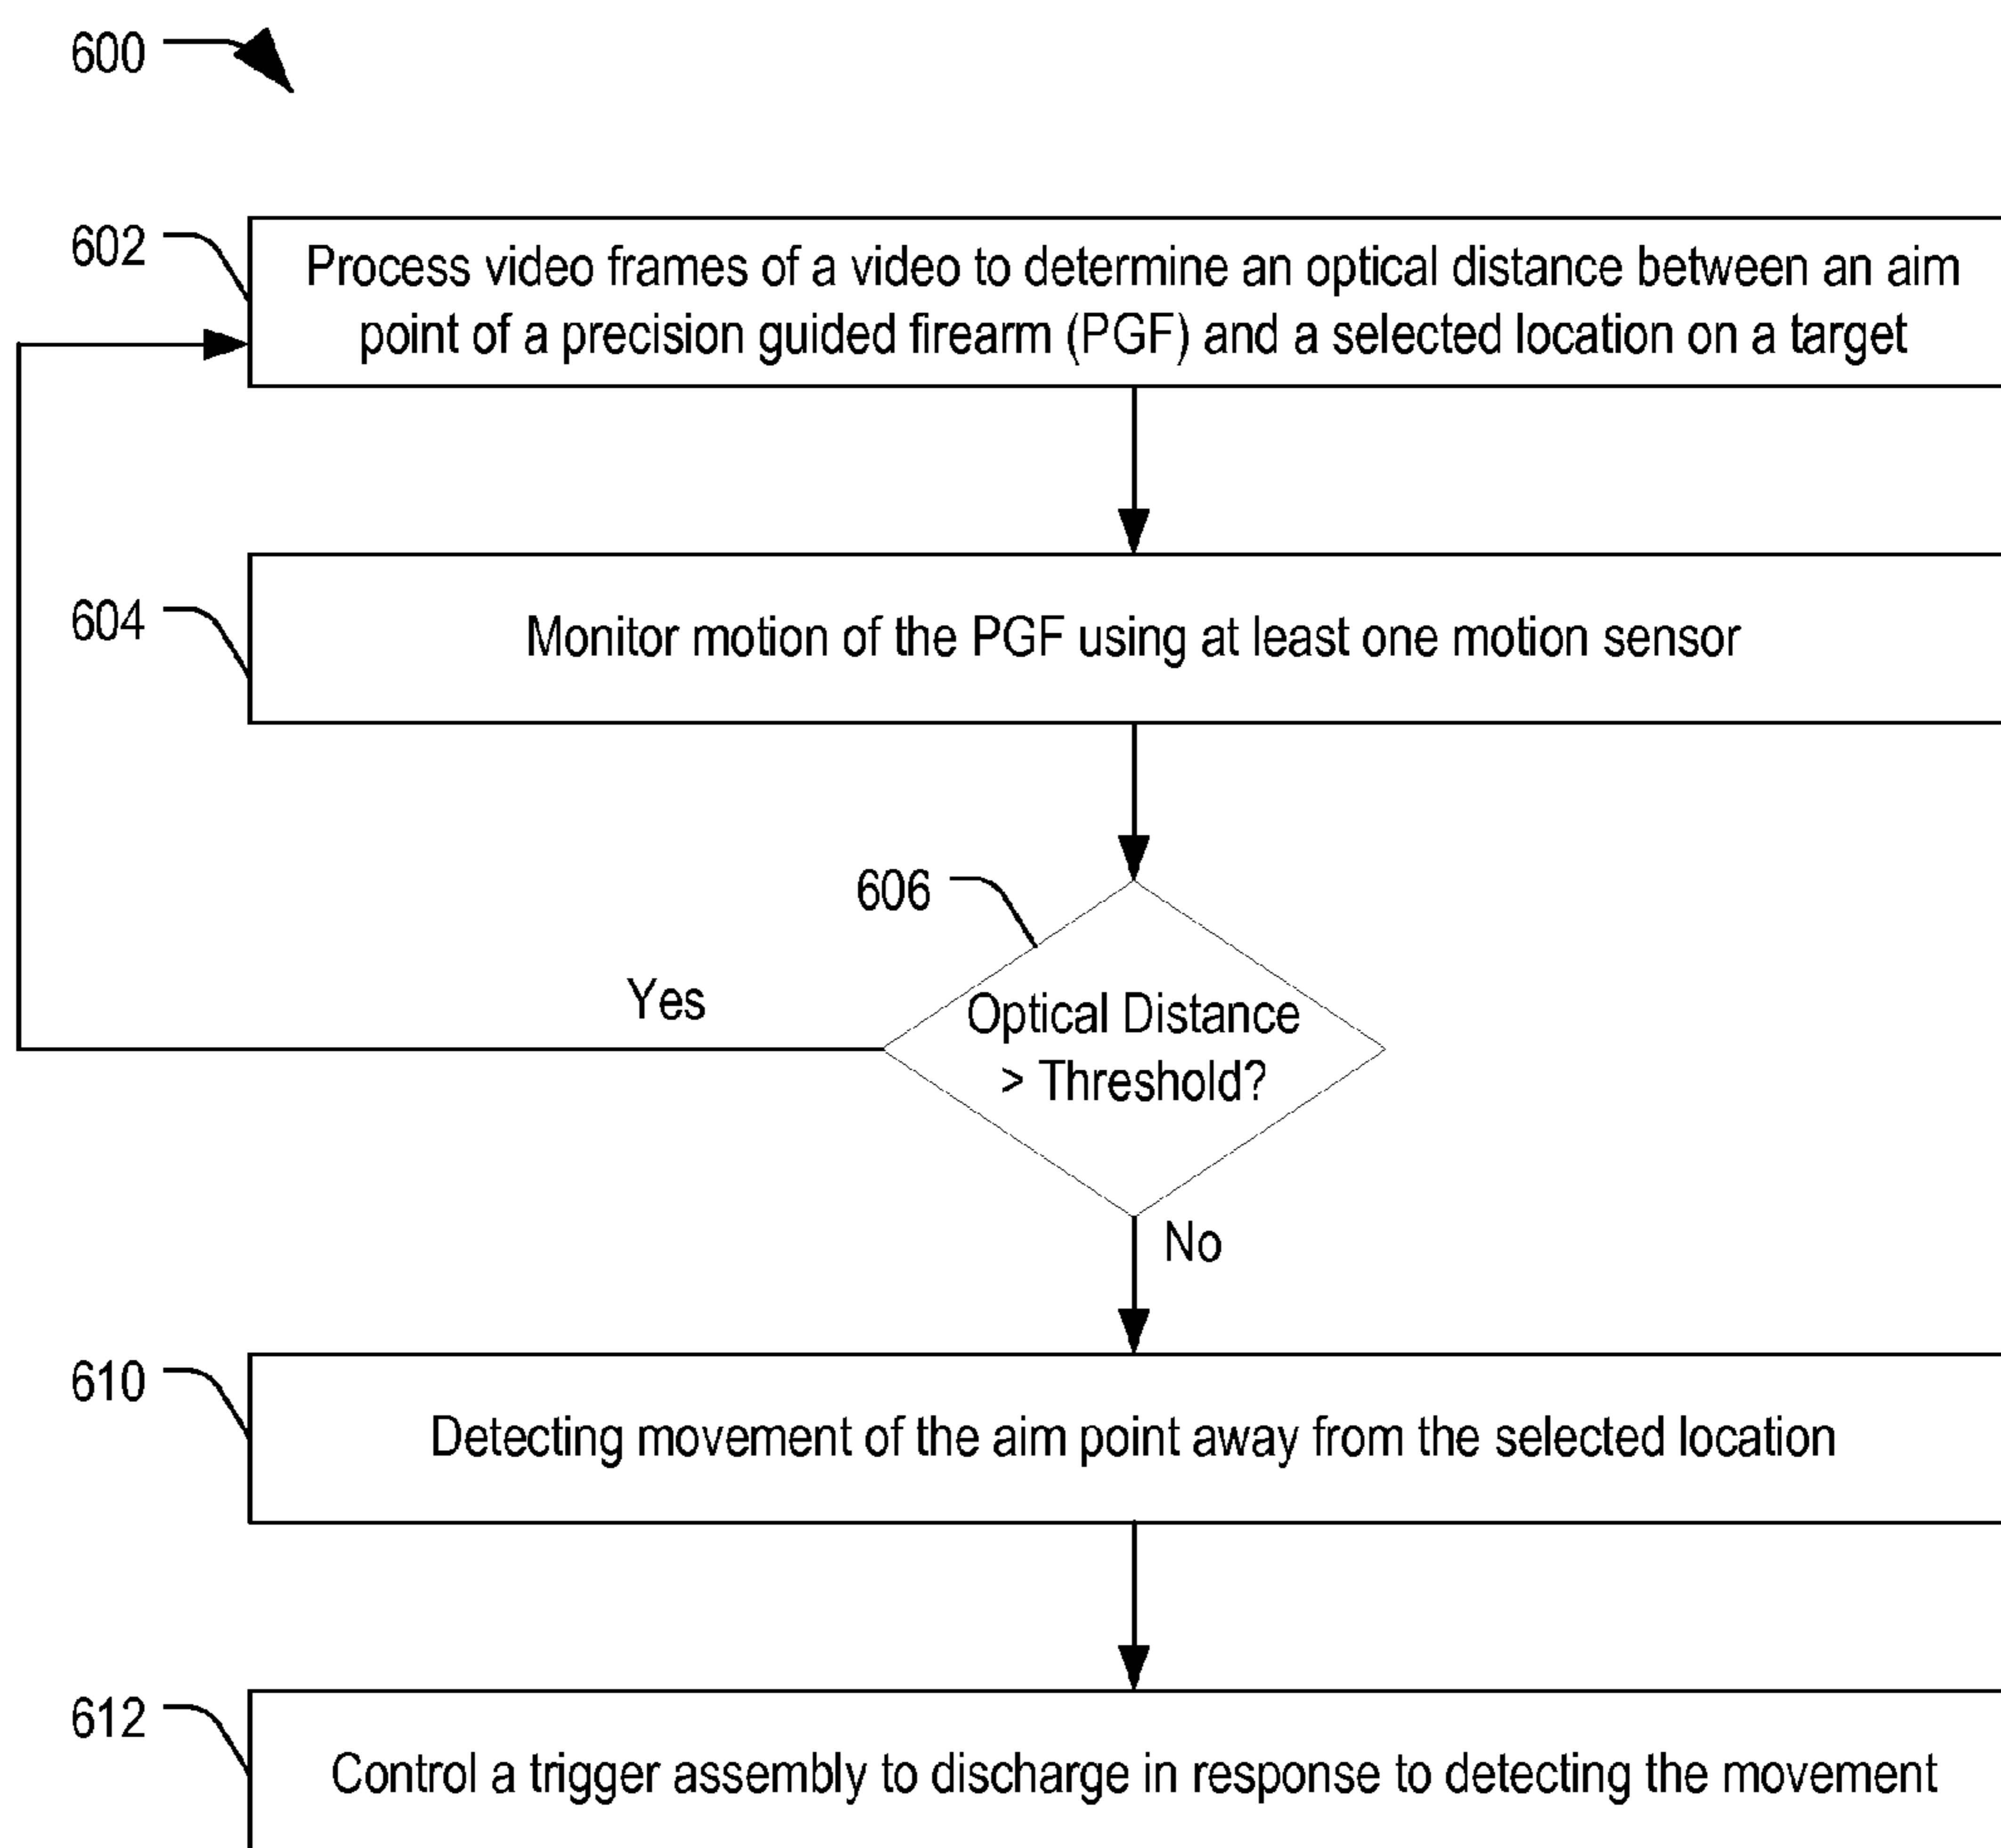 600
602
Process video frames of a video to determine an optical distance between an aim
point of a precision guided firearm (PGF) and a selected location on a target
604
Monitor motion of the PGF using at least one motion sensor
606
Yes
Optical Distance
> Threshold?
No
610
Detecting movement of the aim point away from the selected location
612
Control a trigger assembly to discharge in response to detecting the movement